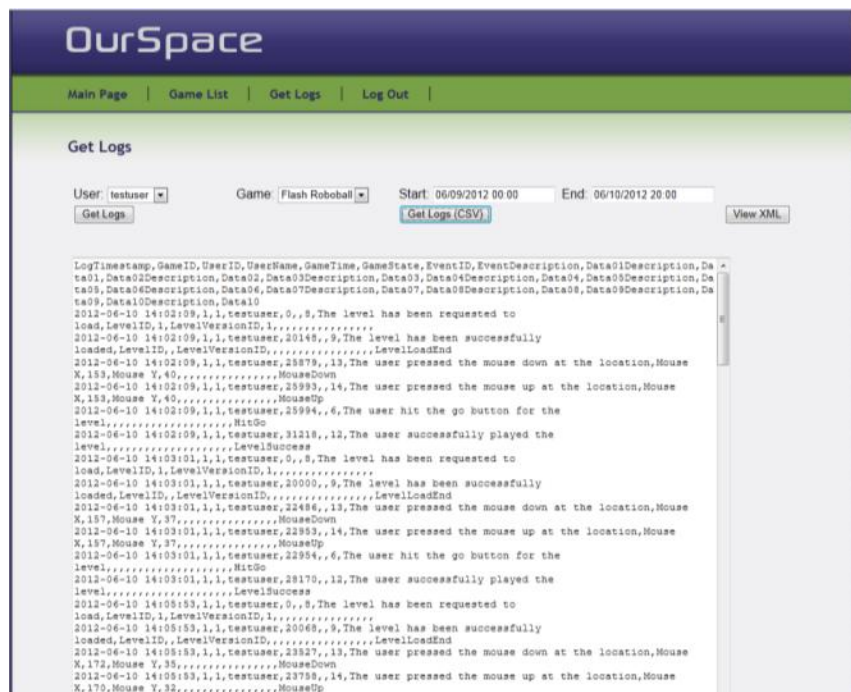 OurSpace
Main Page | Game List | Get Logs | Log Out |
Get Logs
User: testuser Game: Flash Roboball Start: 06/09/2012 00:00 End: 06/10/2012 20:00
Get Logs Get Logs (CSV) View XML
LogTimestamp,GameID,UserID,UserName,GameTime,GameState,EventID,EventDescription,Data01Description,Da
ta01,Data02Description,Data02,Data03Description,Data03,Data04Description,Data04,Data05Description,Da
ta05,Data06Description,Data06,Data07Description,Data07,Data08Description,Data08,Data09Description,Da
ta09,Data10Description,Data10
2012-06-10 14:02:09,1,1,testuser,0,,8,The level has been requested to
load,LevelID,1,LevelVersionID,1,,,,,,,,,,,,,,,,
2012-06-10 14:02:09,1,1,testuser,20148,,9,The level has been successfully
loaded,LevelID,,LevelVersionID,,,,,,,,,,,,,,,,,LevelLoadEnd
2012-06-10 14:02:09,1,1,testuser,25879,,13,The user pressed the mouse down at the location,Mouse
X,153,Mouse Y,40,,,,,,,,,,,,,,,,MouseDown
2012-06-10 14:02:09,1,1,testuser,25993,,14,The user pressed the mouse up at the location,Mouse
X,153,Mouse Y,40,,,,,,,,,,,,,,,,MouseUp
2012-06-10 14:02:09,1,1,testuser,25994,,6,The user hit the go button for the
level,,,,,,,,,,,,,,,,,,,,HitGo
2012-06-10 14:02:09,1,1,testuser,31218,,12,The user successfully played the
level,,,,,,,,,,,,,,,,,,,,LevelSuccess
2012-06-10 14:03:01,1,1,testuser,0,,8,The level has been requested to
load,LevelID,1,LevelVersionID,1,,,,,,,,,,,,,,,,
2012-06-10 14:03:01,1,1,testuser,20000,,9,The level has been successfully
loaded,LevelID,,LevelVersionID,,,,,,,,,,,,,,,,,LevelLoadEnd
2012-06-10 14:03:01,1,1,testuser,22486,,13,The user pressed the mouse down at the location,Mouse
X,157,Mouse Y,37,,,,,,,,,,,,,,,,MouseDown
2012-06-10 14:03:01,1,1,testuser,22953,,14,The user pressed the mouse up at the location,Mouse
X,157,Mouse Y,37,,,,,,,,,,,,,,,,MouseUp
2012-06-10 14:03:01,1,1,testuser,22954,,6,The user hit the go button for the
level,,,,,,,,,,,,,,,,,,,,HitGo
2012-06-10 14:03:01,1,1,testuser,28170,,12,The user successfully played the
level,,,,,,,,,,,,,,,,,,,,LevelSuccess
2012-06-10 14:05:53,1,1,testuser,0,,8,The level has been requested to
load,LevelID,1,LevelVersionID,1,,,,,,,,,,,,,,,,
2012-06-10 14:05:53,1,1,testuser,20068,,9,The level has been successfully
loaded,LevelID,,LevelVersionID,,,,,,,,,,,,,,,,,LevelLoadEnd
2012-06-10 14:05:53,1,1,testuser,23527,,13,The user pressed the mouse down at the location,Mouse
X,172,Mouse Y,35,,,,,,,,,,,,,,,,MouseDown
2012-06-10 14:05:53,1,1,testuser,23758,,14,The user pressed the mouse up at the location,Mouse
X,170,Mouse Y,32,,,,,,,,,,,,,,,,MouseUp